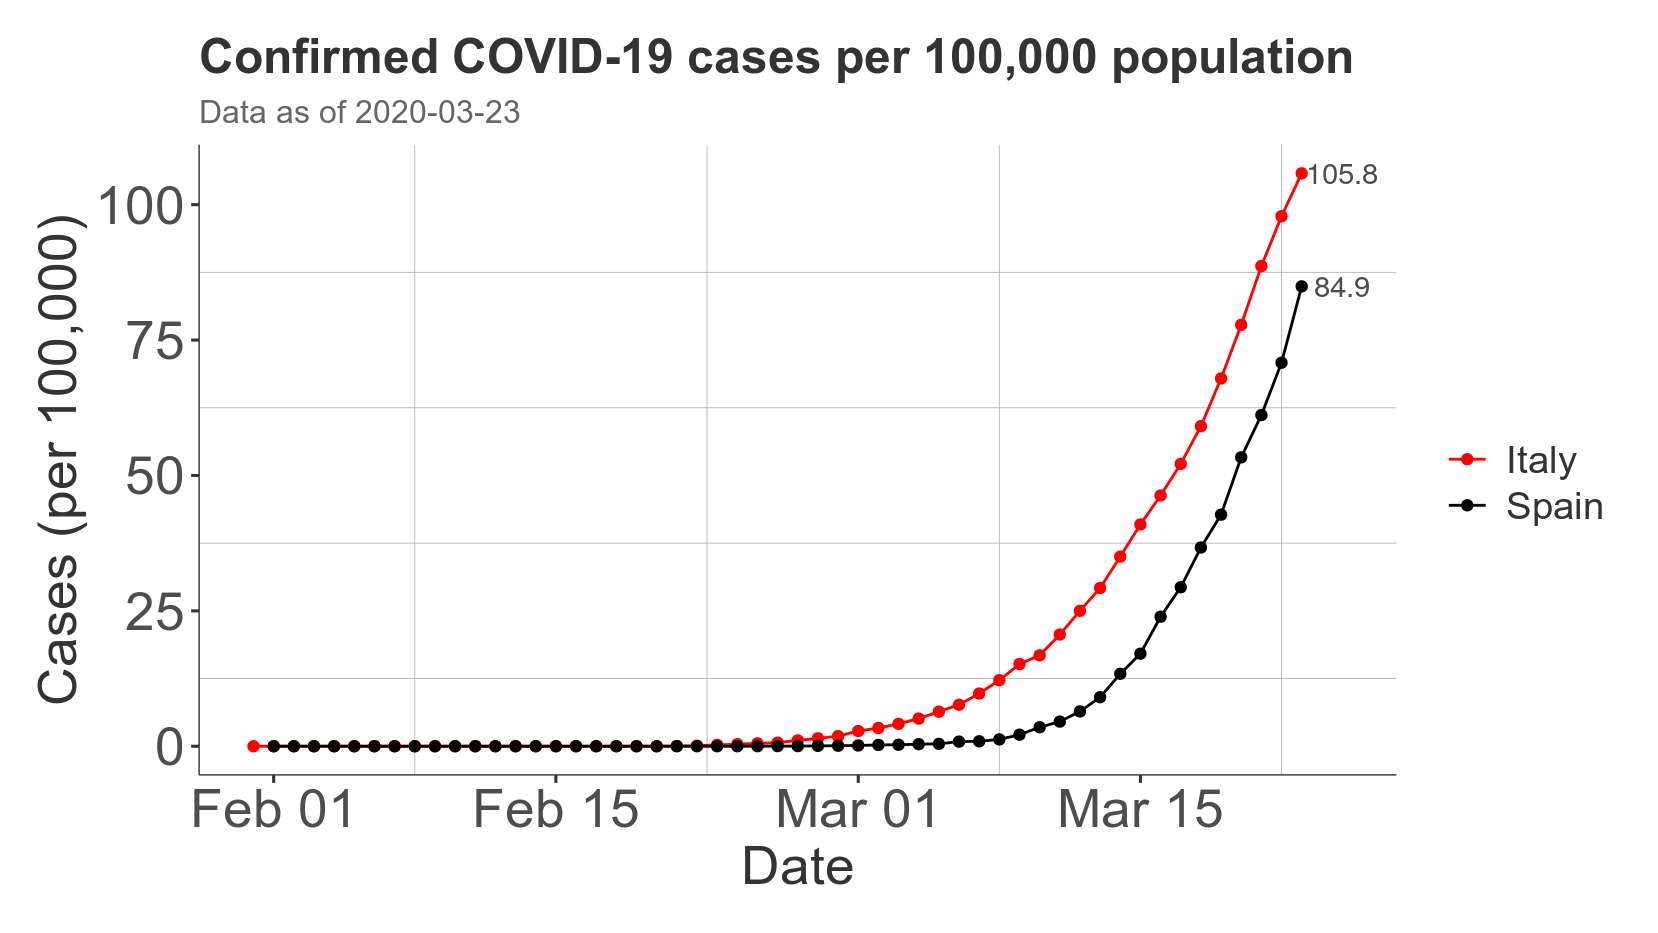 Confirmed COVID-19 cases per 100,000 population
Data as of 2020-03-23
Cases (per 100,000)
100
75
50
25
0
105.8
84.9
Italy
Spain
Feb 01
Feb 15
Mar 01
Mar 15
Date